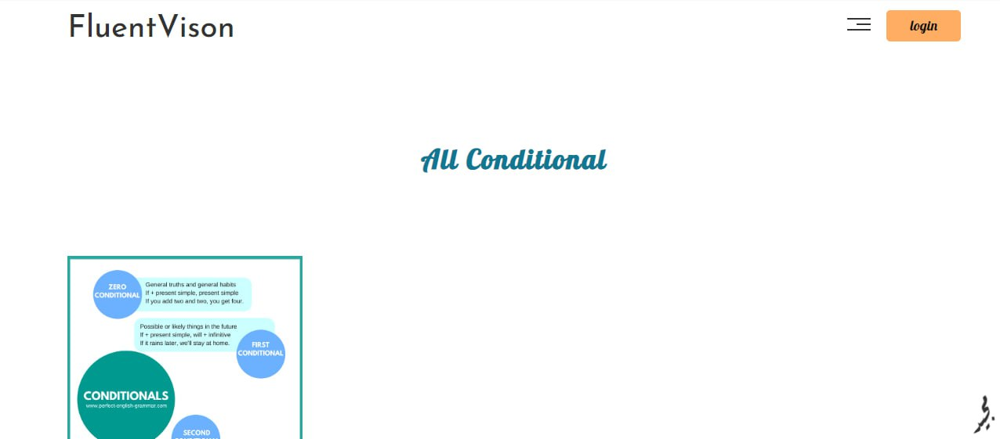 FluentVison
login
All Conditional
ZERO
CONDITIONAL
General truths and general habits
If + present simple, present simple
If you add two and two, you get four.
Possible or likely things in the future
If + present simple, will + infinitive
If it rains later, we'll stay at home.
FIRST
CONDITIONAL
CONDITIONALS
www.perfect-english-grammar.com
SECOND